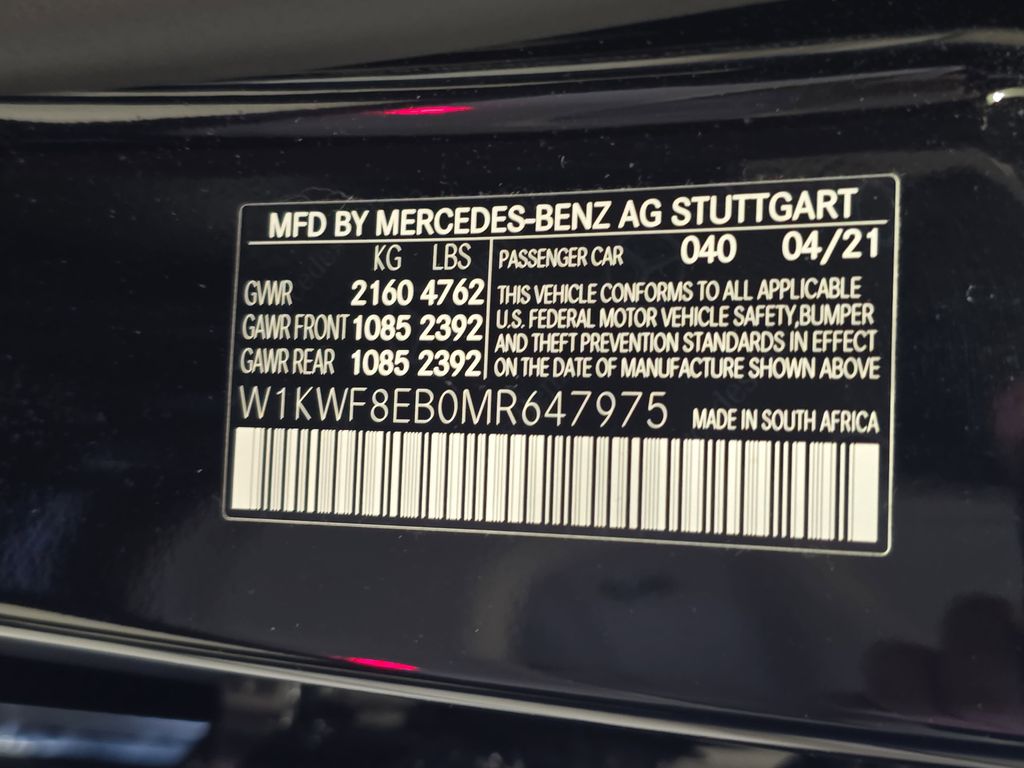 MFD BY MERCEDES-BENZ AG STUTTGART
KG LBS
GVWR 2160 4762
GAWR FRONT 1085 2392
GAWR REAR 1085 2392
PASSENGER CAR 040 04/21
THIS VEHICLE CONFORMS TO ALL APPLICABLE
U.S. FEDERAL MOTOR VEHICLE SAFETY,BUMPER
AND THEFT PREVENTION STANDARDS IN EFFECT
ON THE DATE OF MANUFACTURE SHOWN ABOVE
W1KWF8EB0MR647975 MADE IN SOUTH AFRICA